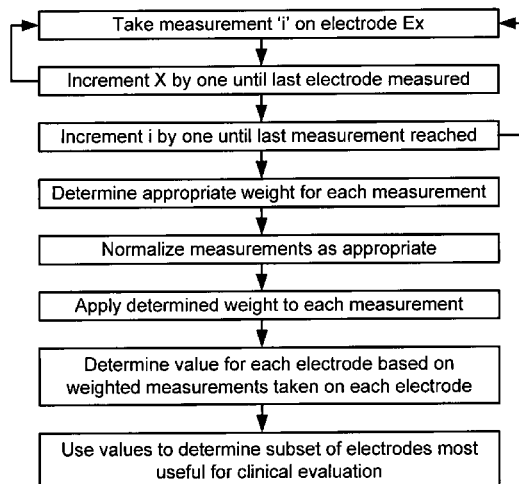 Take measurement ‘i’ on electrode Ex
Increment X by one until last electrode measured
Increment i by one until last measurement reached
Determine appropriate weight for each measurement
Normalize measurements as appropriate
Apply determined weight to each measurement
Determine value for each electrode based on
weighted measurements taken on each electrode
Use values to determine subset of electrodes most
useful for clinical evaluation